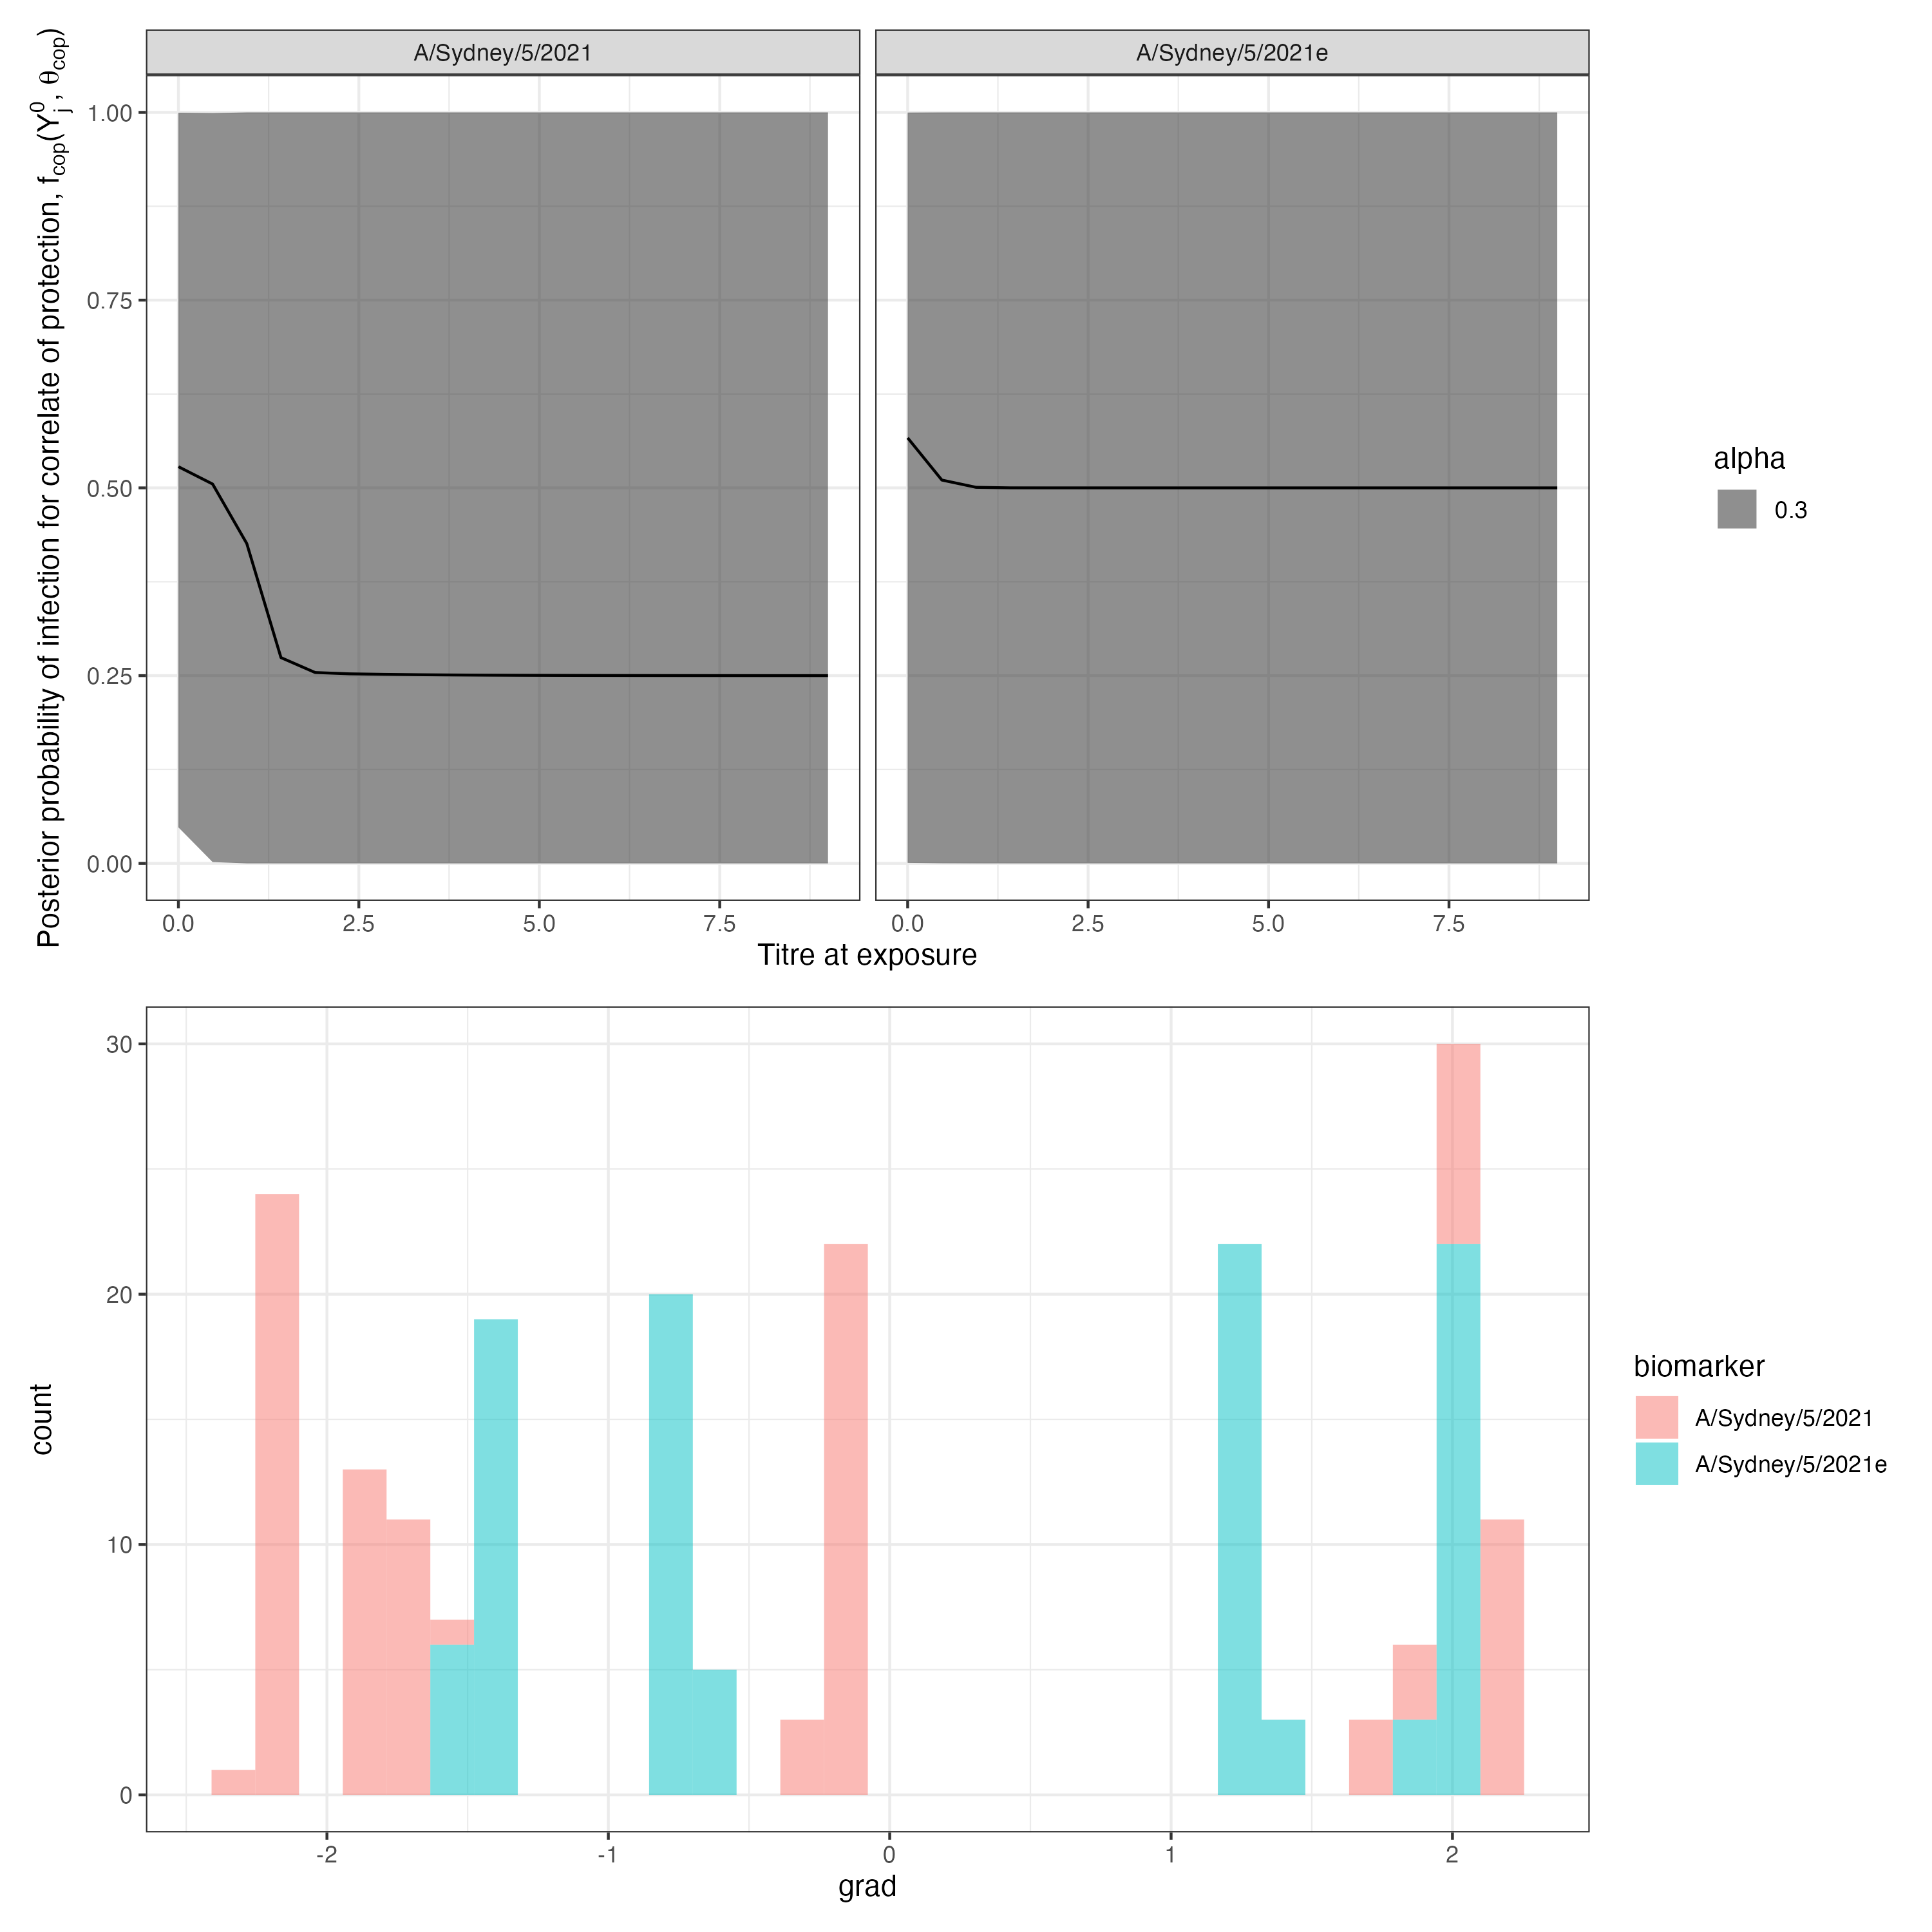 A/Sydney/5/2021
A/Sydney/5/2021e
Posterior probability of infection for correlate of protection, fcop(Yj0, θcop)
1.00
0.75
0.50
0.25
0.00
0.0 2.5 5.0 7.5
0.0 2.5 5.0 7.5
Titre at exposure
alpha
0.3
count
30
20
10
0
-2 -1 0 1 2
grad
biomarker
A/Sydney/5/2021
A/Sydney/5/2021e